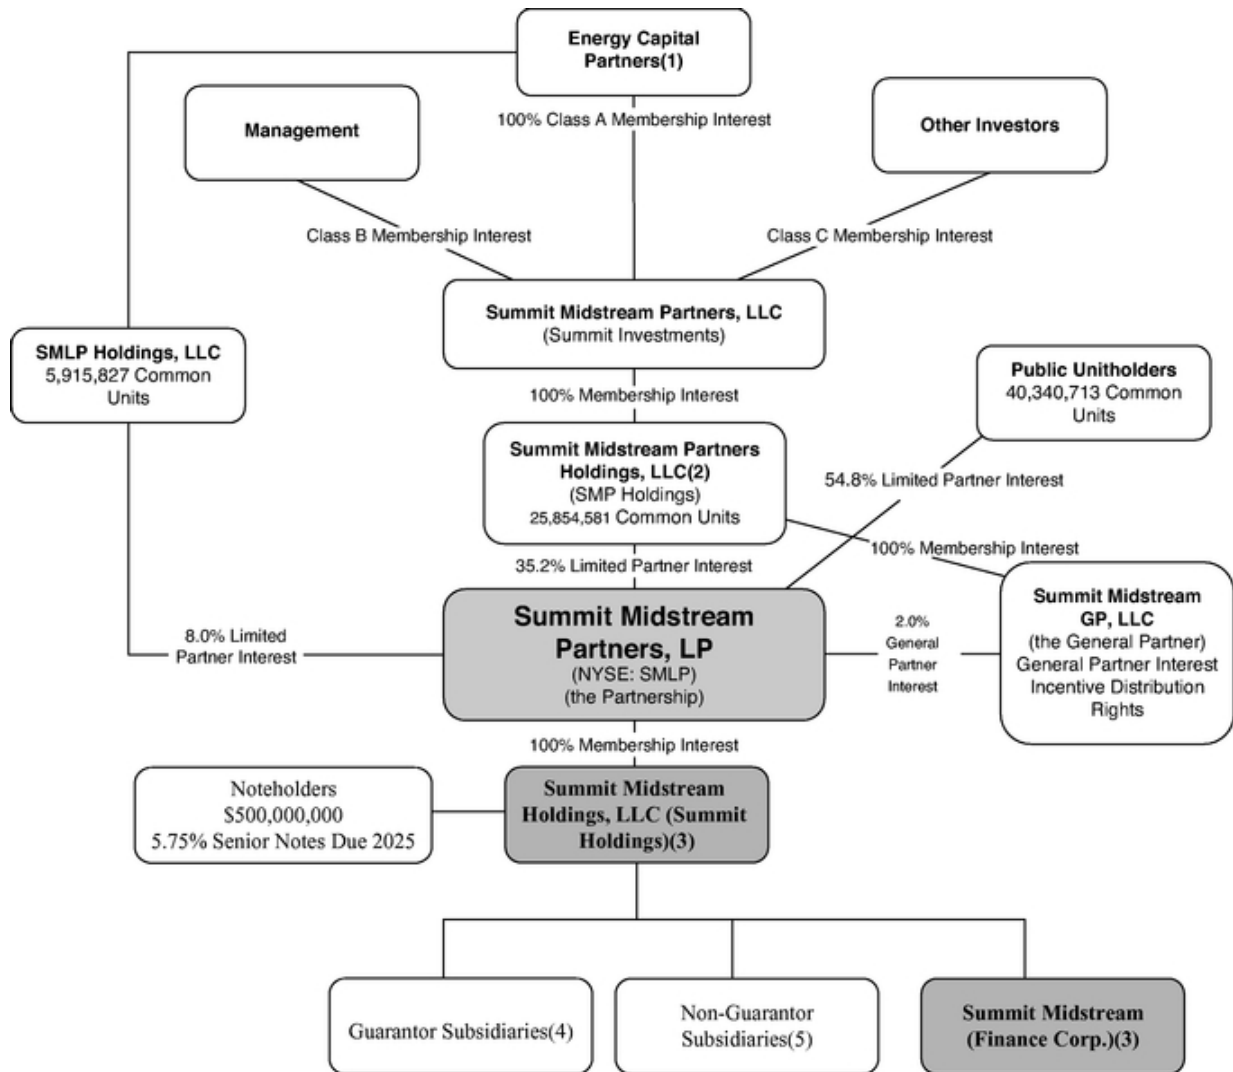 Energy Capital
Partners(1)
100% Class A Membership Interest
Management
Other Investors
Class B Membership Interest
Class C Membership Interest
Summit Midstream Partners, LLC
(Summit Investments)
SMLP Holdings, LLC
5,915,827 Common
Units
Public Unitholders
40,340,713 Common
Units
100% Membership Interest
Summit Midstream Partners
Holdings, LLC(2)
(SMP Holdings)
25,854,581 Common Units
54.8% Limited Partner Interest
100% Membership Interest
35.2% Limited Partner Interest
Summit Midstream
Partners, LP
(NYSE: SMLP)
(the Partnership)
8.0% Limited
Partner Interest
2.0%
General
Partner
Interest
Summit Midstream
GP, LLC
(the General Partner)
General Partner Interest
Incentive Distribution
Rights
100% Membership Interest
Noteholders
$500,000,000
5.75% Senior Notes Due 2025
Summit Midstream
Holdings, LLC (Summit
Holdings)(3)
Guarantor Subsidiaries(4)
Non-Guarantor
Subsidiaries(5)
Summit Midstream
(Finance Corp.)(3)